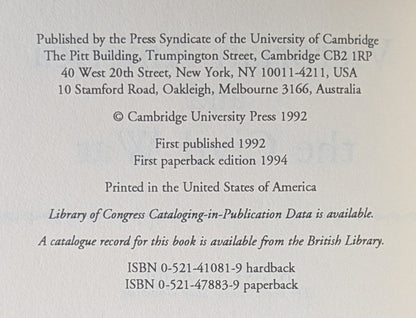 Published by the Press Syndicate of the University of Cambridge
The Pitt Building, Trumpington Street, Cambridge CB2 1RP
40 West 20th Street, New York, NY 10011-4211, USA
10 Stamford Road, Oakleigh, Melbourne 3166, Australia
© Cambridge University Press 1992
First published 1992
First paperback edition 1994
Printed in the United States of America
Library of Congress Cataloging-in-Publication Data is available.
A catalogue record for this book is available from the British Library.
ISBN 0-521-41081-9 hardback
ISBN 0-521-47883-9 paperback